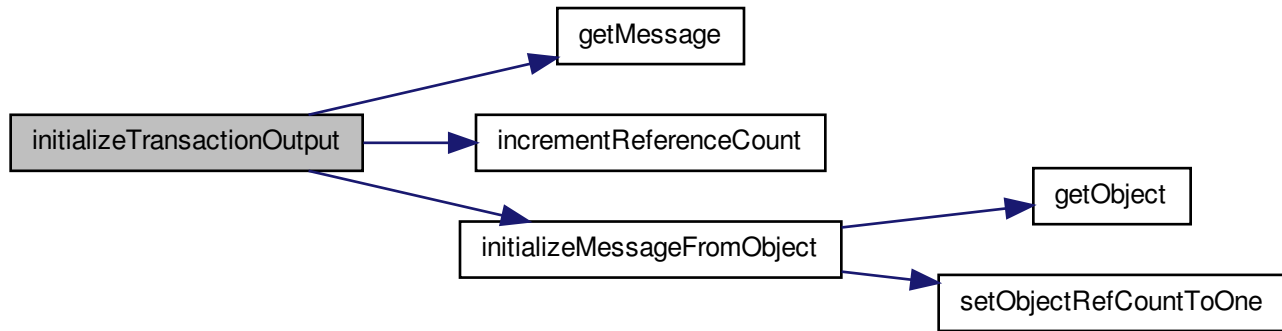 getMessage
initializeTransactionOutput
incrementReferenceCount
getObject
initializeMessageFromObject
setObjectRefCountToOne